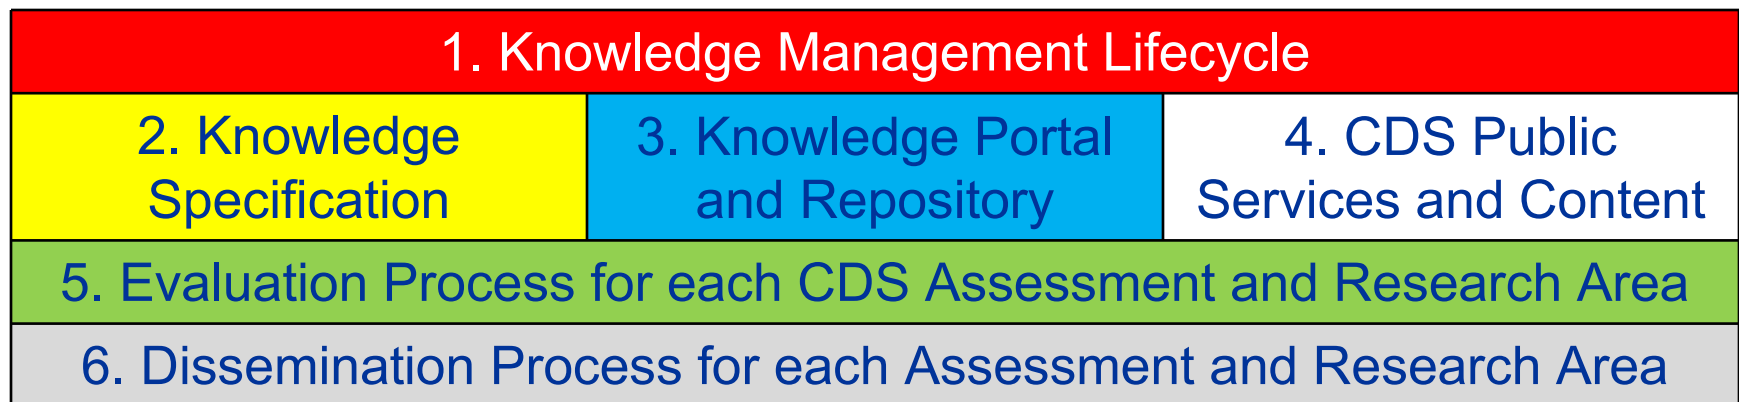 1. Knowledge Management Lifecycle
2. Knowledge
Specification
3. Knowledge Portal
and Repository
4. CDS Public
Services and Content
5. Evaluation Process for each CDS Assessment and Research Area
6. Dissemination Process for each Assessment and Research Area